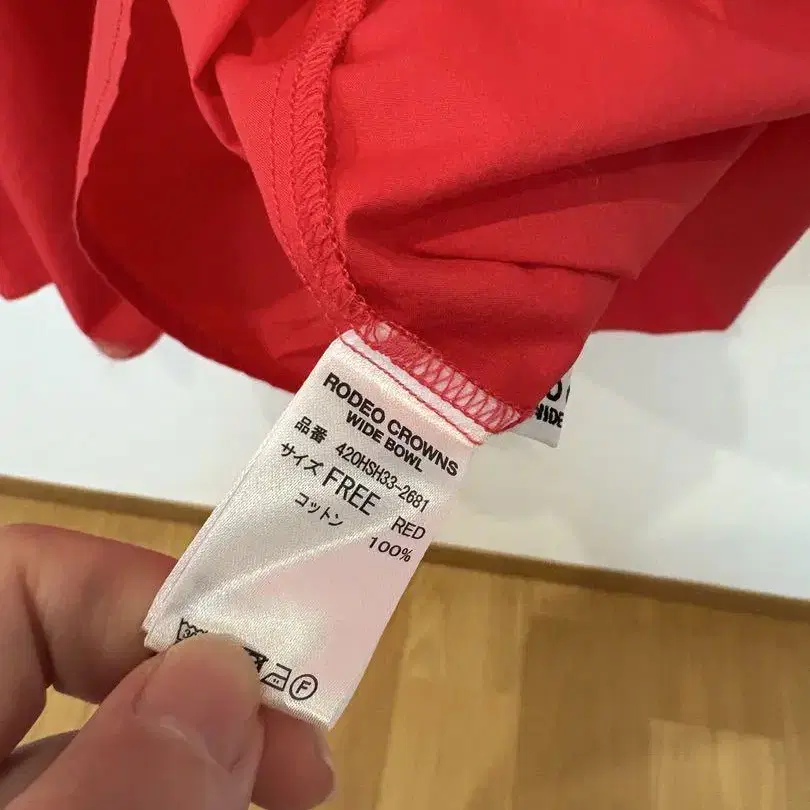 RODEO CROWNS
WIDE BOWL
品番 420HSH33-2681
サイズ FREE RED
コットン 100%
F